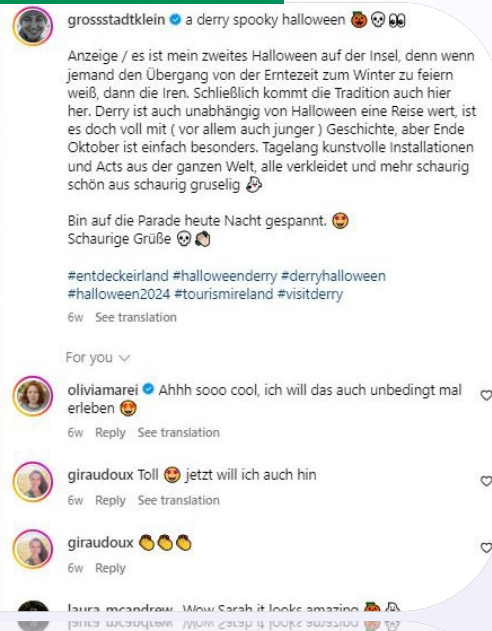 grossstadtklein a derry spooky halloween 🎃💀👀
Anzeige / es ist mein zweites Halloween auf der Insel, denn wenn
jemand den Übergang von der Erntezeit zum Winter zu feiern
weiß, dann die Iren. Schließlich kommt die Tradition auch hier
her. Derry ist auch unabhängig von Halloween eine Reise wert, ist
es doch voll mit ( vor allem auch junger ) Geschichte, aber Ende
Oktober ist einfach besonders. Tagelang kunstvolle Installationen
und Acts aus der ganzen Welt, alle verkleidet und mehr schaurig
schön aus schaurig gruselig 👻
Bin auf die Parade heute Nacht gespannt. 🤩
Schaurige Grüße 💀👏🏻
#entdeckeirland #halloweenderry #derryhalloween
#halloween2024 #tourismireland #visitderry
6w See translation
For you
oliviamarei Ahhh sooo cool, ich will das auch unbedingt mal
erleben 🤩
6w Reply See translation
giraudoux Toll 🤩 jetzt will ich auch hin
6w Reply See translation
giraudoux 👏👏👏
6w Reply
laura_mcandrew_ Wow Sarah it looks amazing 🎃👻